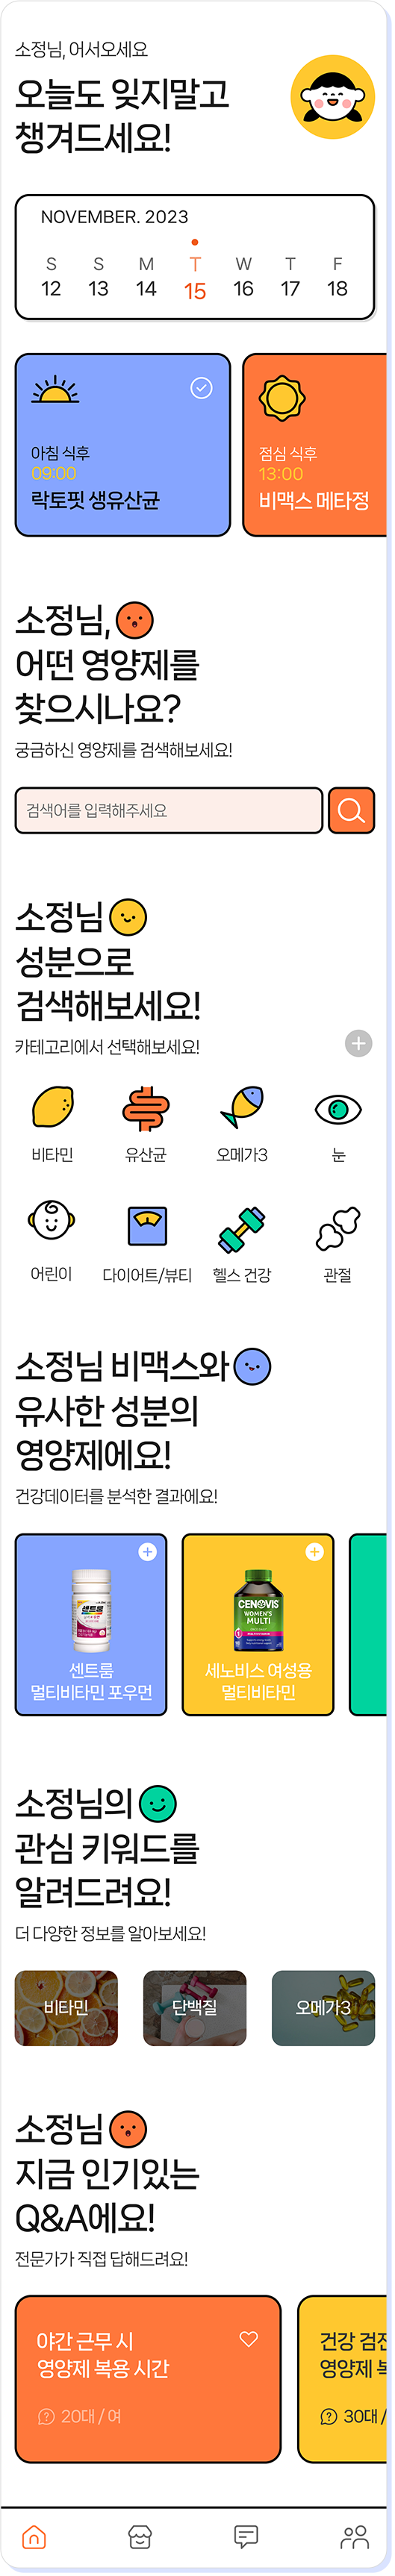 소정님, 어서오세요
오늘도 잊지말고
챙겨드세요!
NOVEMBER. 2023
S S M T W T F
12 13 14 15 16 17 18
아침 식후
09:00
락토핏 생유산균
점심 식후
13:00
비맥스 메타정
소정님,
어떤 영양제를
찾으시나요?
궁금하신 영양제를 검색해보세요!
검색어를 입력해주세요
소정님
성분으로
검색해보세요!
카테고리에서 선택해보세요!
비타민 유산균 오메가3 눈
어린이 다이어트/뷰티 헬스 건강 관절
소정님 비맥스와
유사한 성분의
영양제에요!
건강데이터를 분석한 결과에요!
센트룸
센트룸
멀티비타민 포우먼
CENOVIS
WOMEN'S
MULTI
세노비스 여성용
멀티비타민
소정님의
관심 키워드를
알려드려요!
더 다양한 정보를 알아보세요!
비타민 단백질 오메가3
소정님
지금 인기있는
Q&A에요!
전문가가 직접 답해드려요!
야간 근무 시
영양제 복용 시간
20대 / 여
건강 검진
영양제 복
30대 /